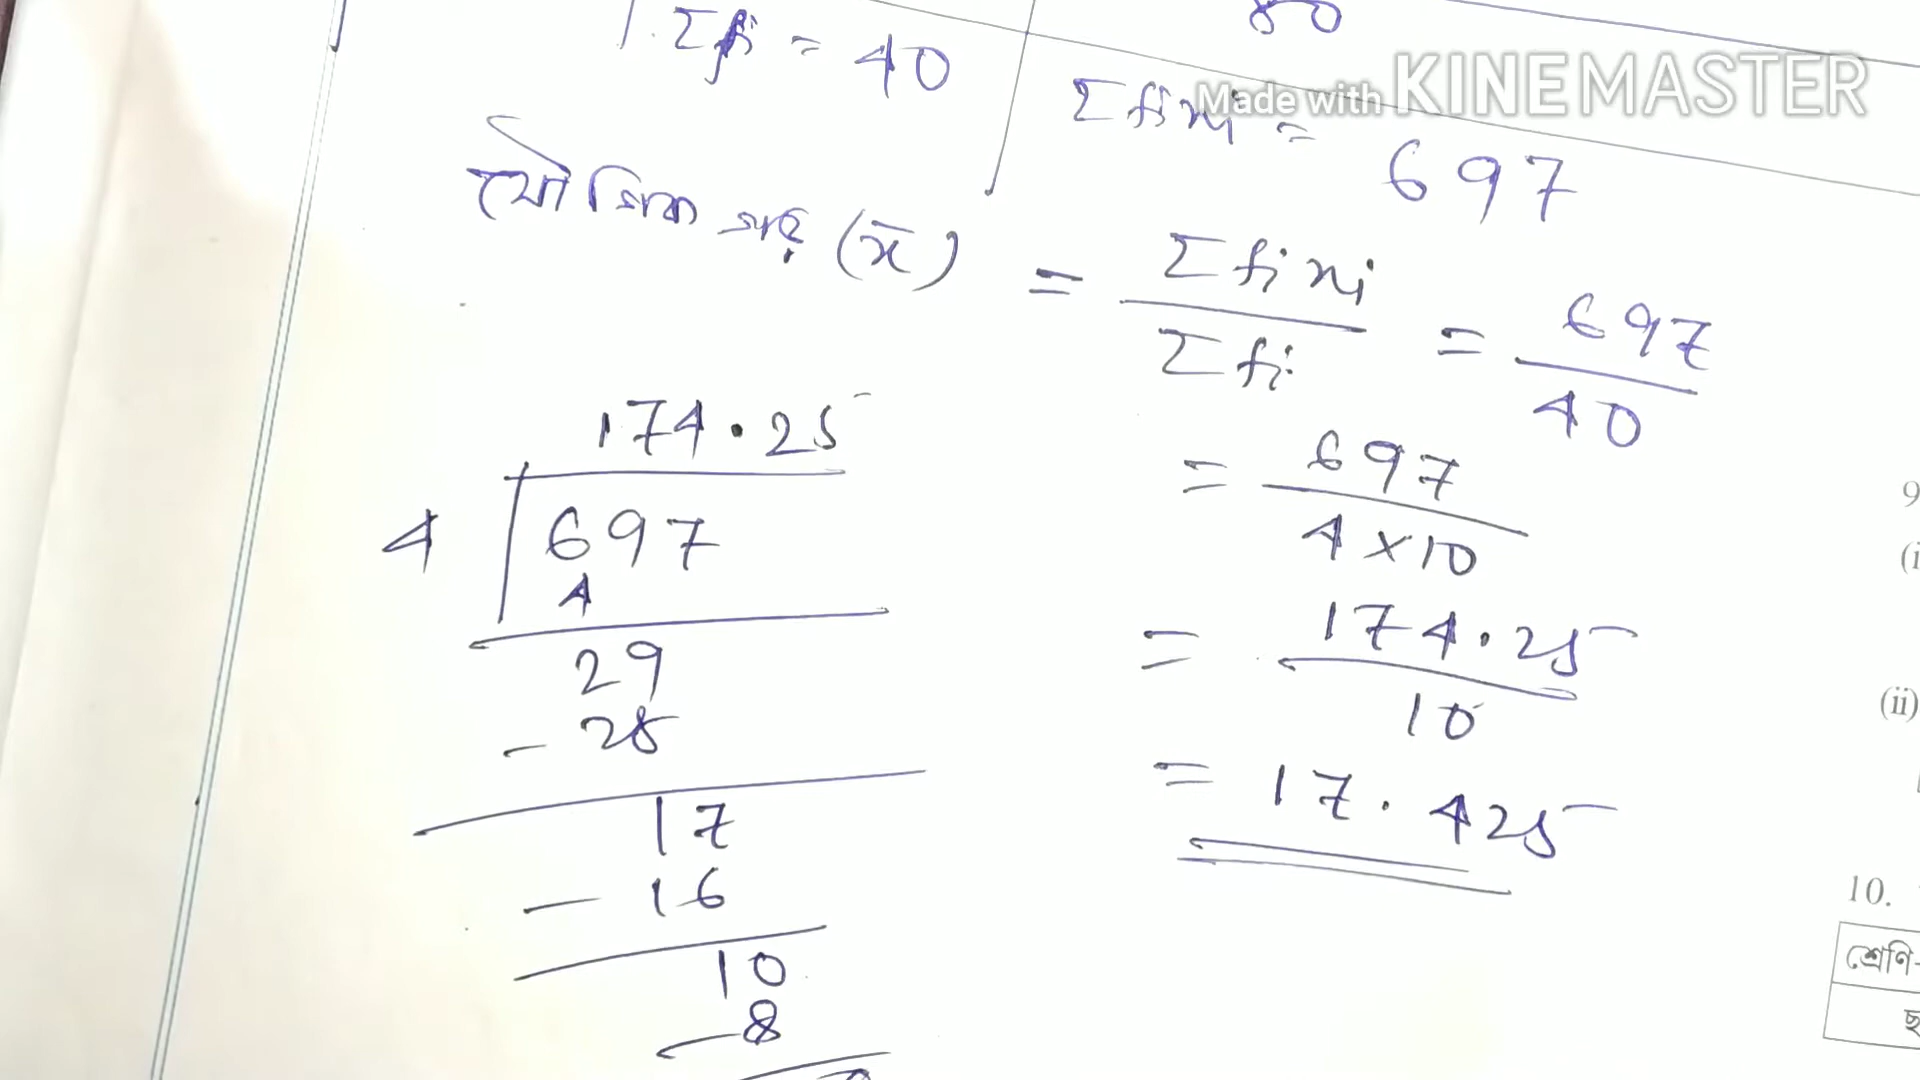 Σfi = 40
80
Made with KINEMASTER
Σfixi = 697
যৌগিক গড় (x̄) = Σfixi / Σfi = 697 / 40
= 697 / 4×10
= 174.25 / 10
= 17.425
174.25
4 | 697
4
29
- 28
17
- 16
10
- 8
9
(i
(ii)
10.
শ্রেণি-
ছ